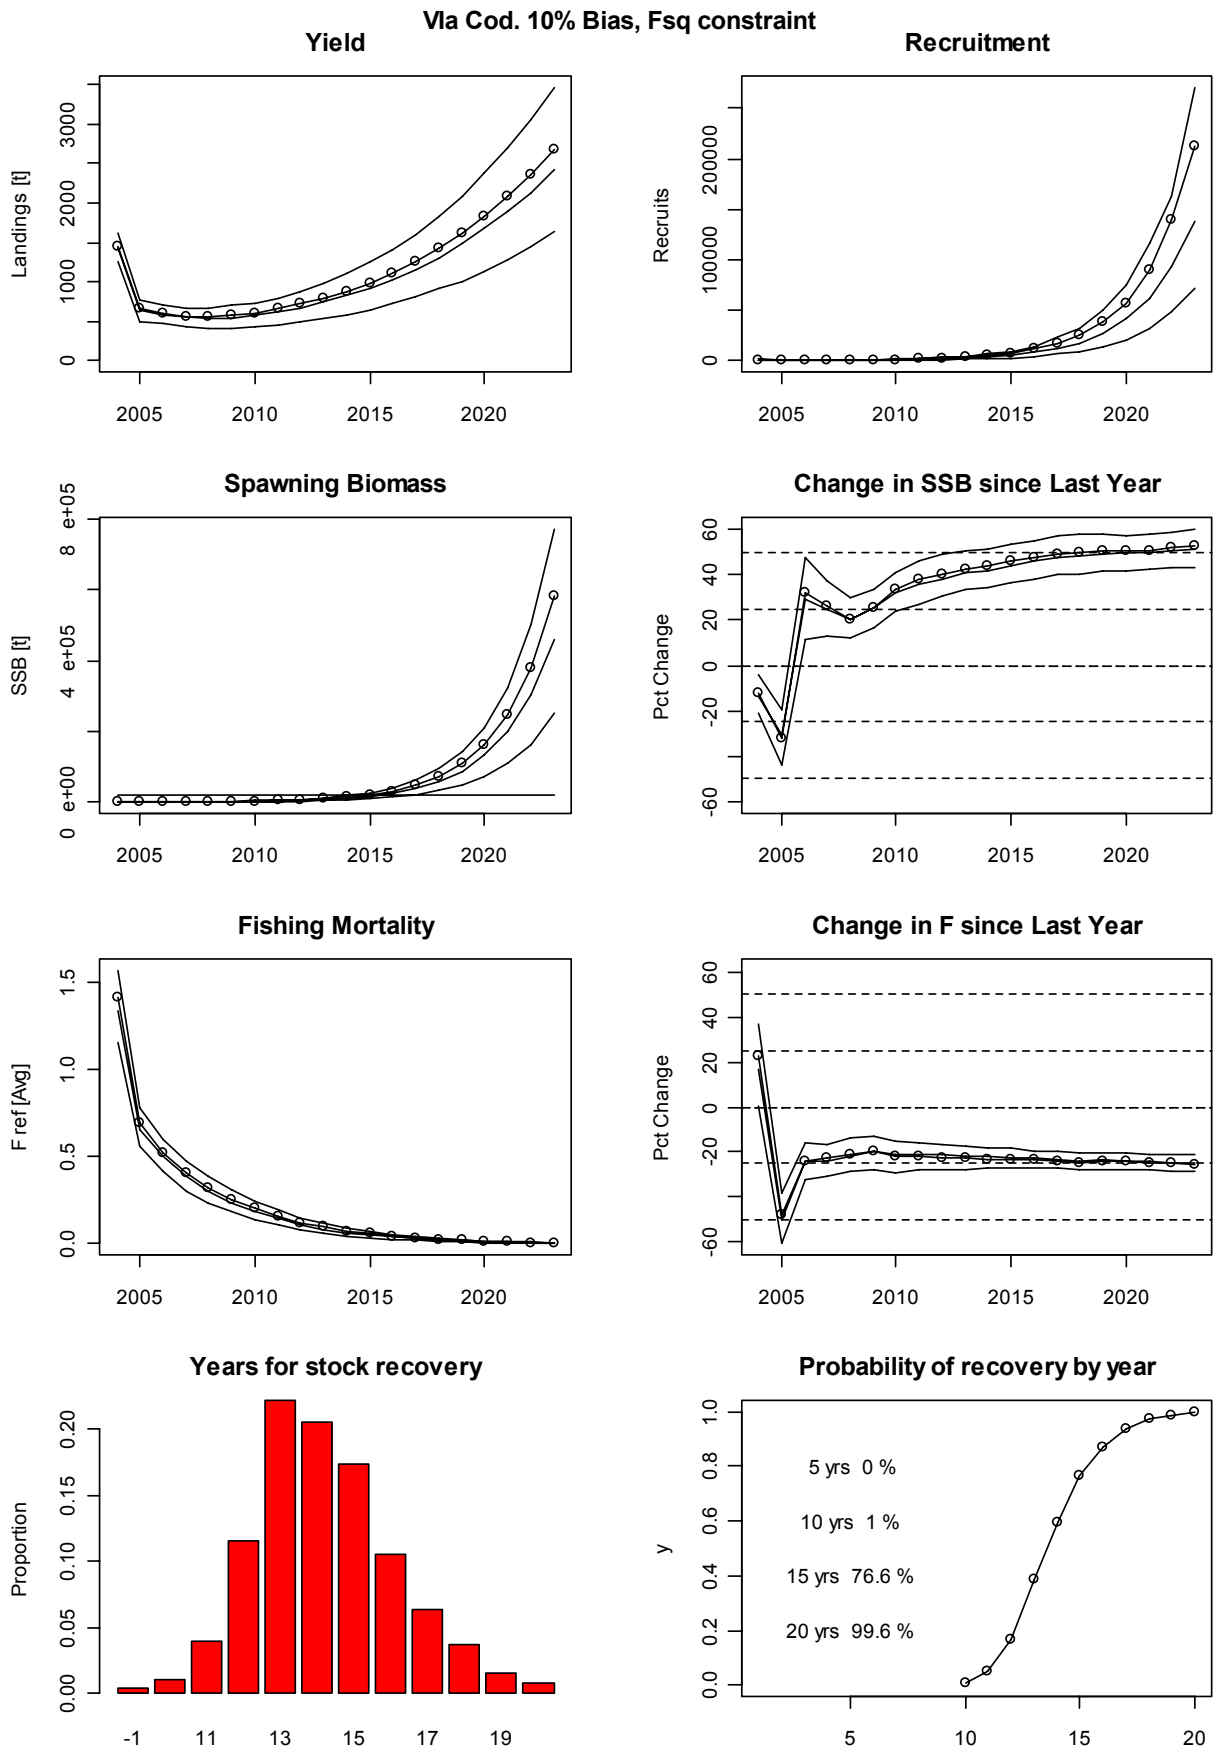 VIa Cod. 10% Bias, Fsq constraint
Yield
Recruitment
Landings [t]
0 1000 2000 3000
2005 2010 2015 2020
Recruits
0 100000 200000
2005 2010 2015 2020
Spawning Biomass
Change in SSB since Last Year
SSB [t]
0 e+00 4 e+05 8 e+05
2005 2010 2015 2020
Pct Change
-60 -20 0 20 40 60
2005 2010 2015 2020
Fishing Mortality
Change in F since Last Year
F ref [Avg]
0.0 0.5 1.0 1.5
2005 2010 2015 2020
Pct Change
-60 -20 0 20 40 60
2005 2010 2015 2020
Years for stock recovery
Probability of recovery by year
Proportion
0.00 0.05 0.10 0.15 0.20
-1 11 13 15 17 19
y
0.0 0.2 0.4 0.6 0.8 1.0
5 yrs 0 %
10 yrs 1 %
15 yrs 76.6 %
20 yrs 99.6 %
5 10 15 20